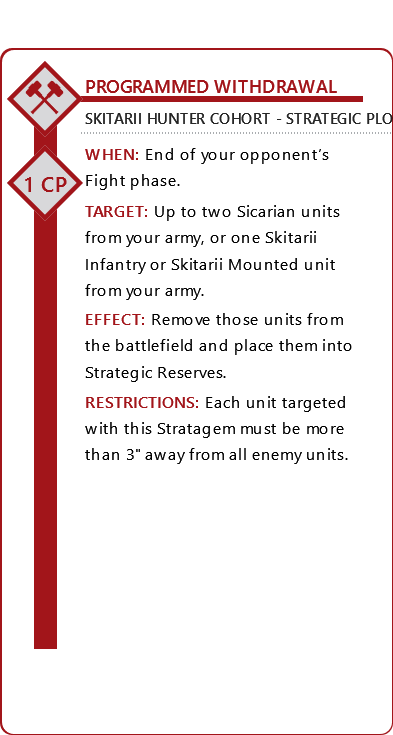 PROGRAMMED WITHDRAWAL
SKITARII HUNTER COHORT - STRATEGIC PLO
1 CP
WHEN: End of your opponent’s
Fight phase.
TARGET: Up to two Sicarian units
from your army, or one Skitarii
Infantry or Skitarii Mounted unit
from your army.
EFFECT: Remove those units from
the battlefield and place them into
Strategic Reserves.
RESTRICTIONS: Each unit targeted
with this Stratagem must be more
than 3" away from all enemy units.